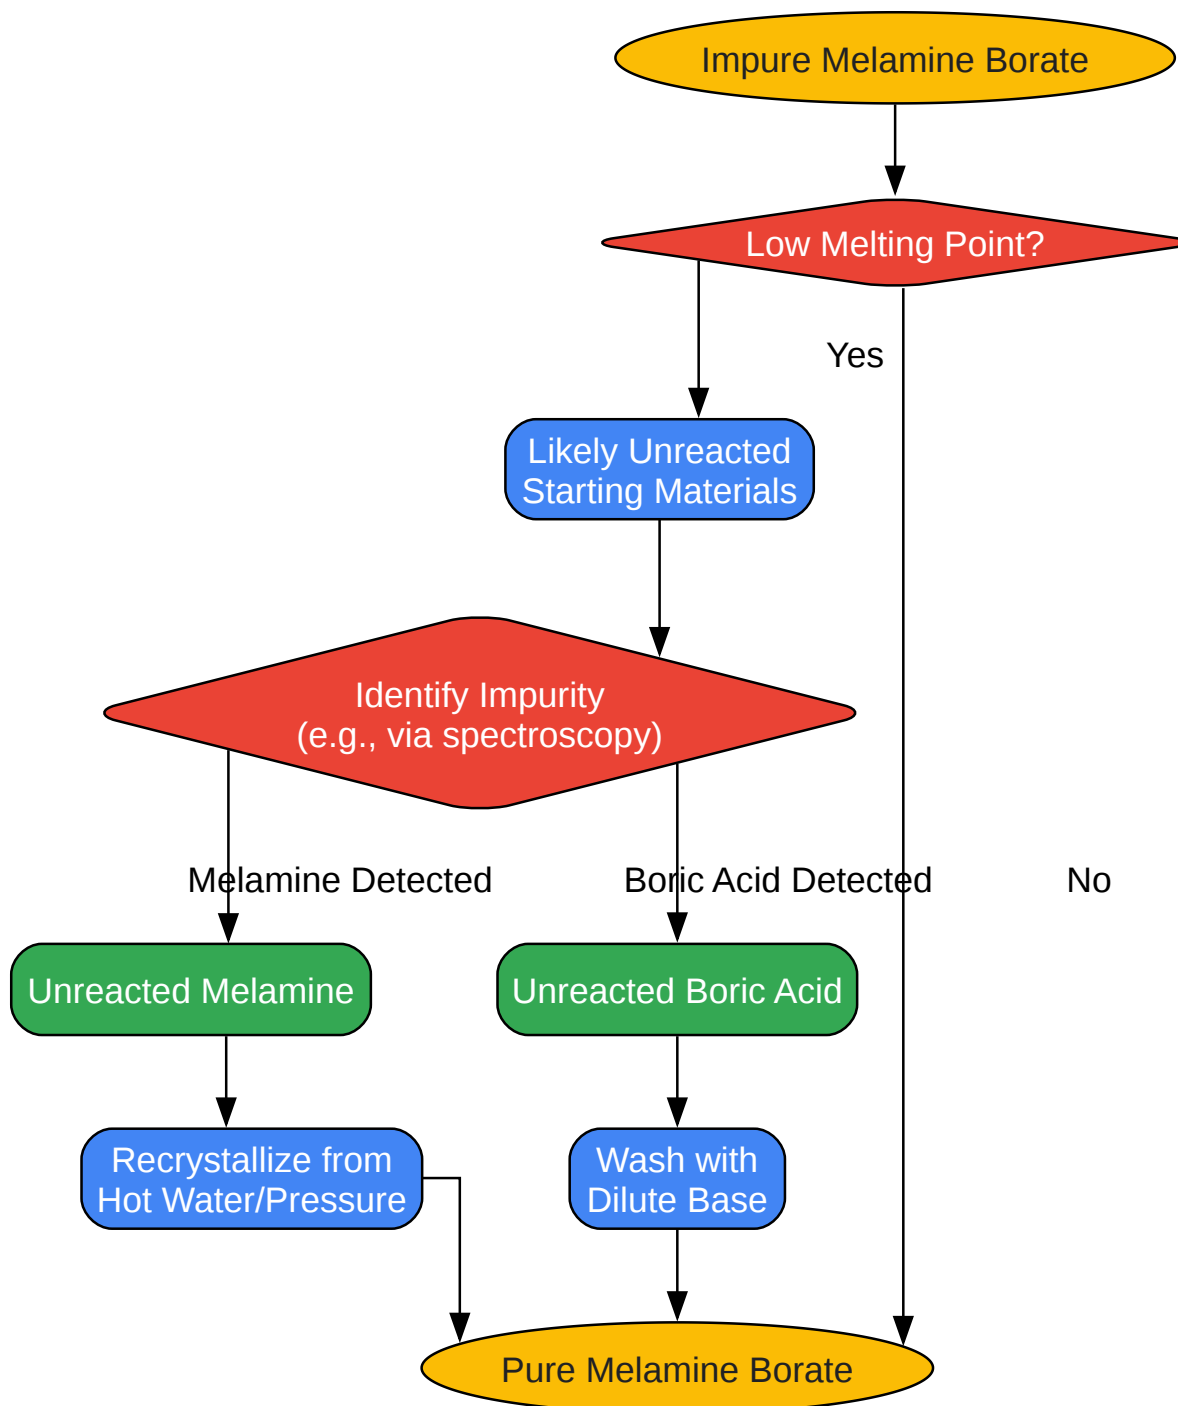 Impure Melamine Borate
Low Melting Point?
Yes
Likely Unreacted
Starting Materials
Identify Impurity
(e.g., via spectroscopy)
Melamine Detected
Boric Acid Detected
No
Unreacted Melamine
Unreacted Boric Acid
Recrystallize from
Hot Water/Pressure
Wash with
Dilute Base
Pure Melamine Borate